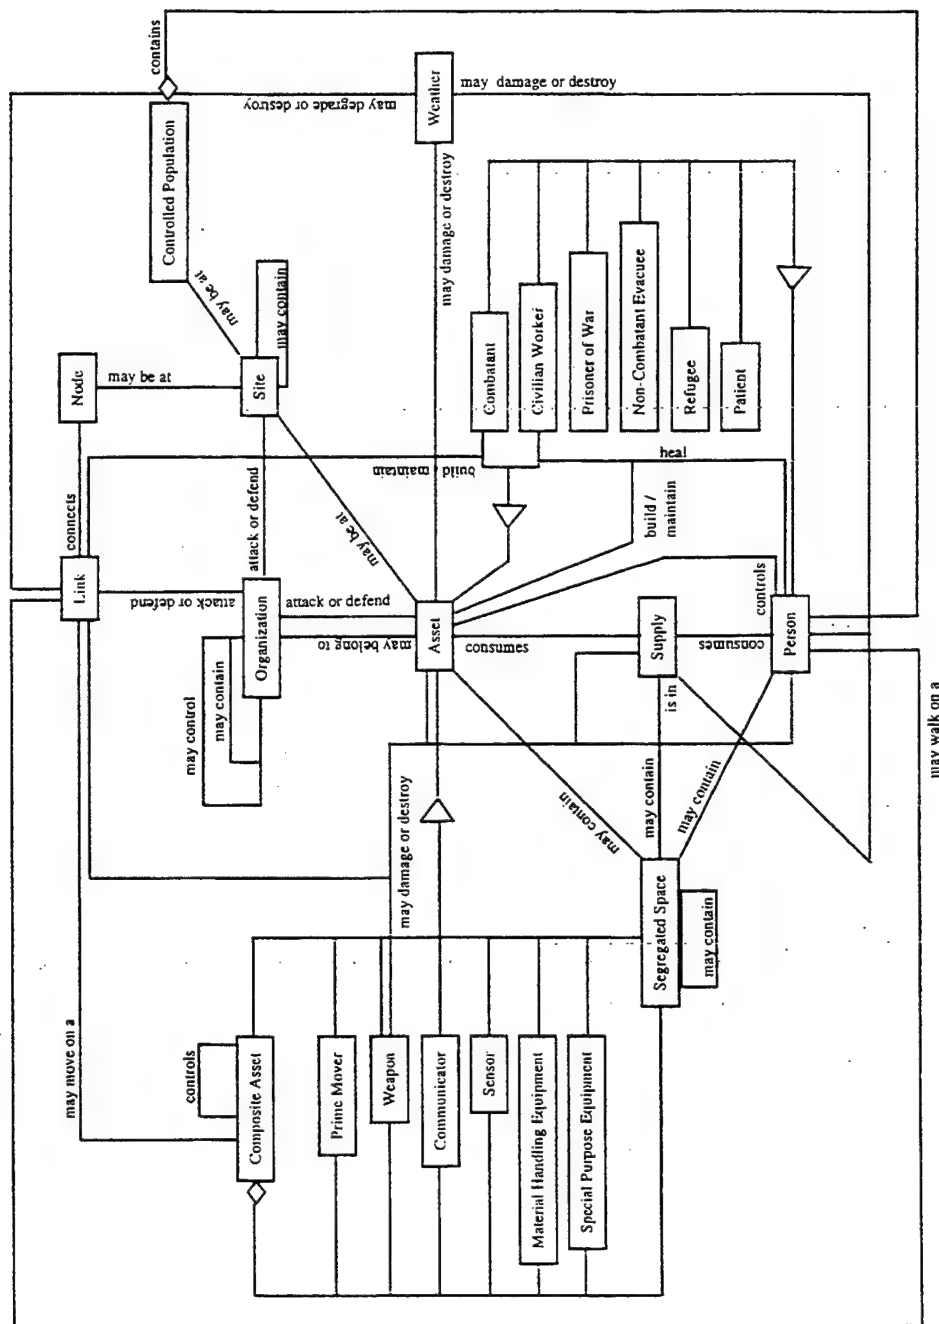 contains
may degrade or destroy
may damage or destroy
Weather
Controlled Population
may be at
may contain
may damage or destroy
Node
may be at
Site
Combatant
Civilian Worker
Prisoner of War
Non-Combatant Evacuee
Refugee
Patient
connects
build / maintain
heal
attack or defend
may be at
build /
maintain
Link
attack or defend
Organization
attack or defend
may belong to
Asset
consumes
Supply
consumes
controls
Person
may control
may contain
is in
may walk on a
may contain
may contain
may contain
may damage or destroy
Segregated Space
may contain
may move on a
controls
Composite Asset
Prime Mover
Weapon
Communicator
Sensor
Material Handling Equipment
Special Purpose Equipment